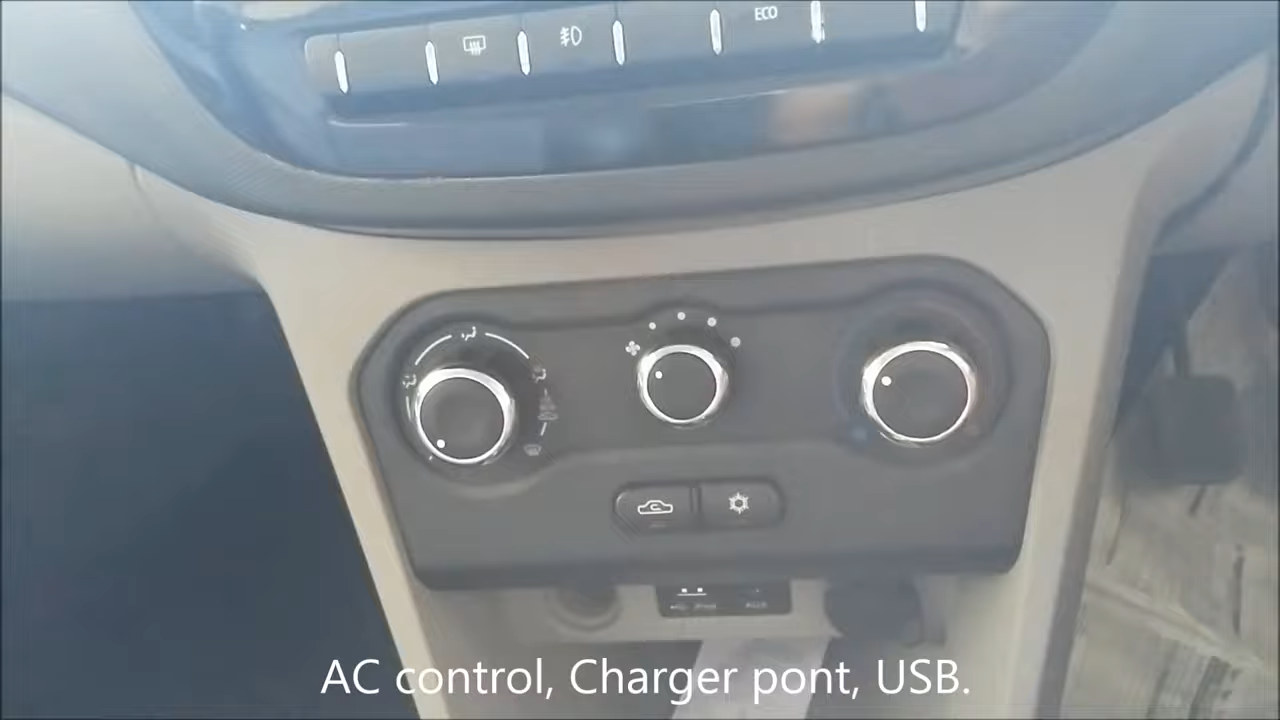 ECO
AC control, Charger pont, USB.